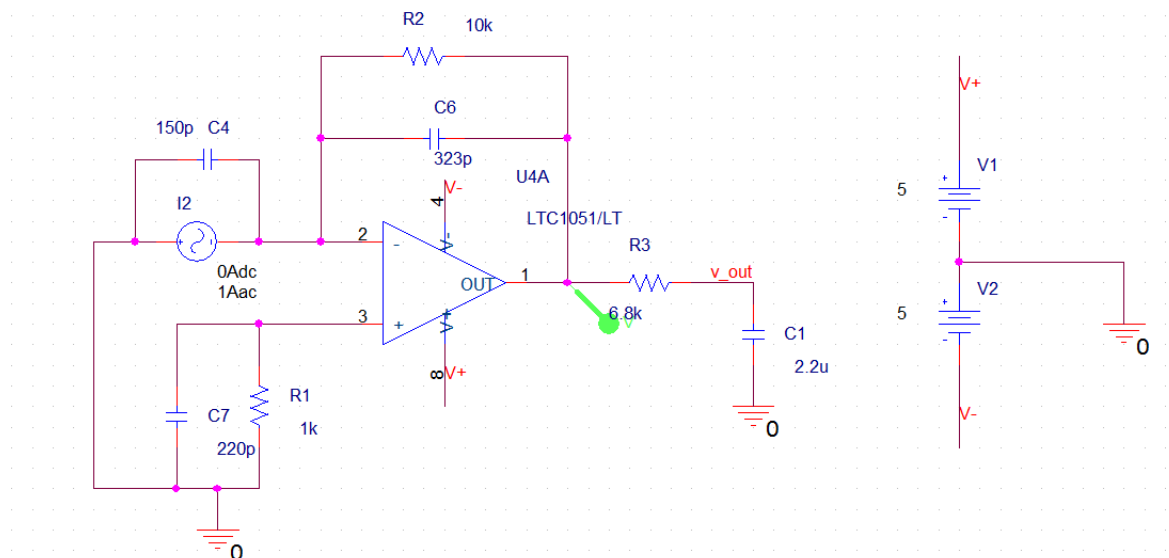 R2
10k
C6
323p
150p
C4
I2
0Adc
1Aac
U4A
LTC1051/LT
V-
4
V-
2
-
OUT
1
3
+
V+
8
V+
R3
6.8k
V
v_out
C1
2.2u
0
C7
220p
R1
1k
0
V+
+
V1
5
-
+
V2
5
-
0
V-